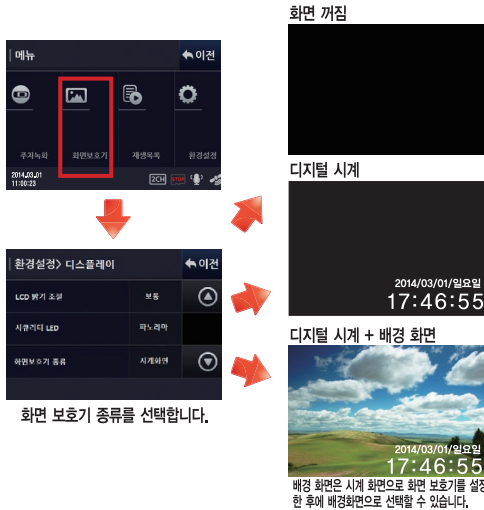 메뉴
이전
주차녹화
화면보호기
재생목록
환경설정
2014.03.01
11:00:23
2CH
STOP
환경설정> 디스플레이
이전
LCD 밝기 조절
보통
시큐리티 LED
파노라마
화면보호기 종류
시계화면
화면 보호기 종류를 선택합니다.
화면 꺼짐
디지털 시계
2014/03/01/일요일
17:46:55
디지털 시계 + 배경 화면
2014/03/01/일요일
17:46:55
배경 화면은 시계 화면으로 화면 보호기를 설정
한 후에 배경화면으로 선택할 수 있습니다.